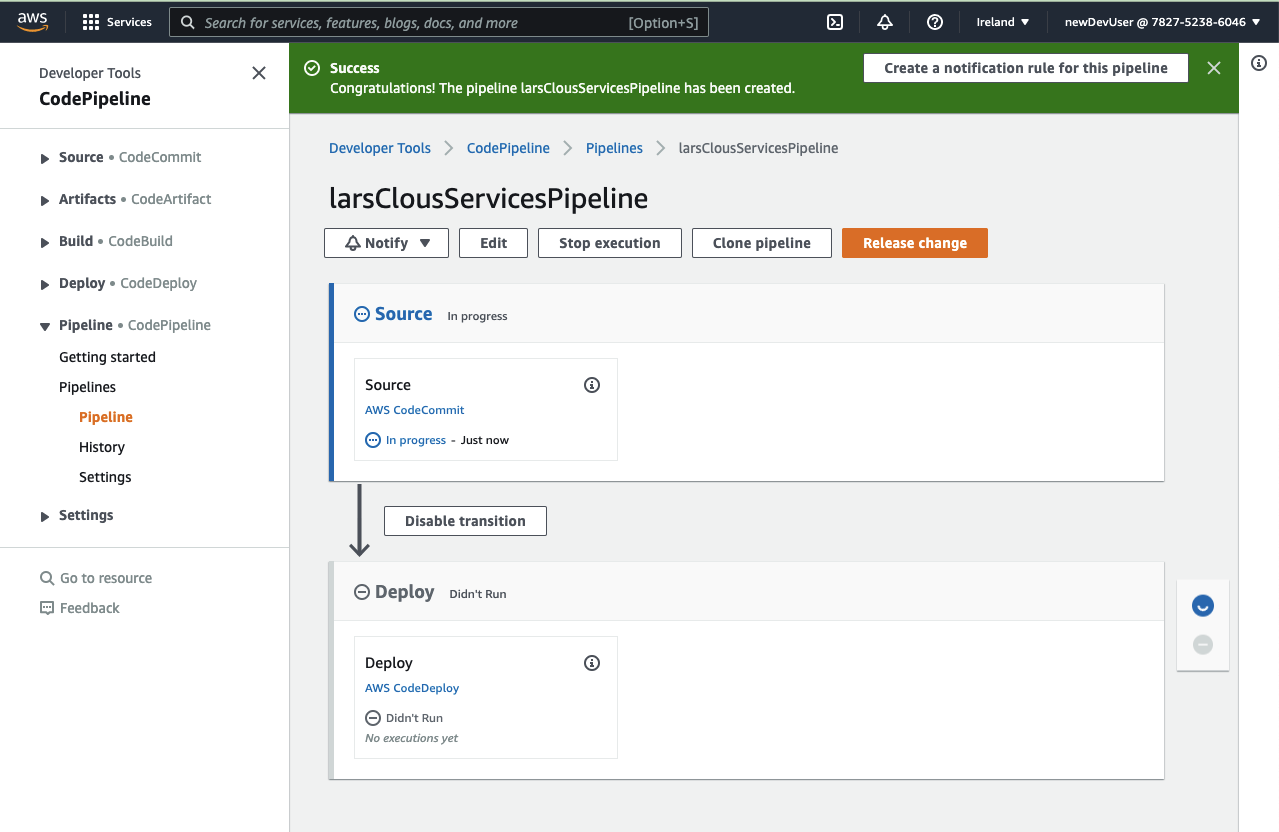 aws
Services
Search for services, features, blogs, docs, and more
[Option+S]
Ireland
newDevUser @ 7827-5238-6046
Developer Tools
CodePipeline
Source • CodeCommit
Artifacts • CodeArtifact
Build • CodeBuild
Deploy • CodeDeploy
Pipeline • CodePipeline
Getting started
Pipelines
Pipeline
History
Settings
Settings
Go to resource
Feedback
Success
Congratulations! The pipeline larsClousServicesPipeline has been created.
Create a notification rule for this pipeline
Developer Tools
CodePipeline
Pipelines
larsClousServicesPipeline
larsClousServicesPipeline
Notify
Edit
Stop execution
Clone pipeline
Release change
Source In progress
Source
AWS CodeCommit
In progress - Just now
Disable transition
Deploy Didn't Run
Deploy
AWS CodeDeploy
Didn't Run
No executions yet